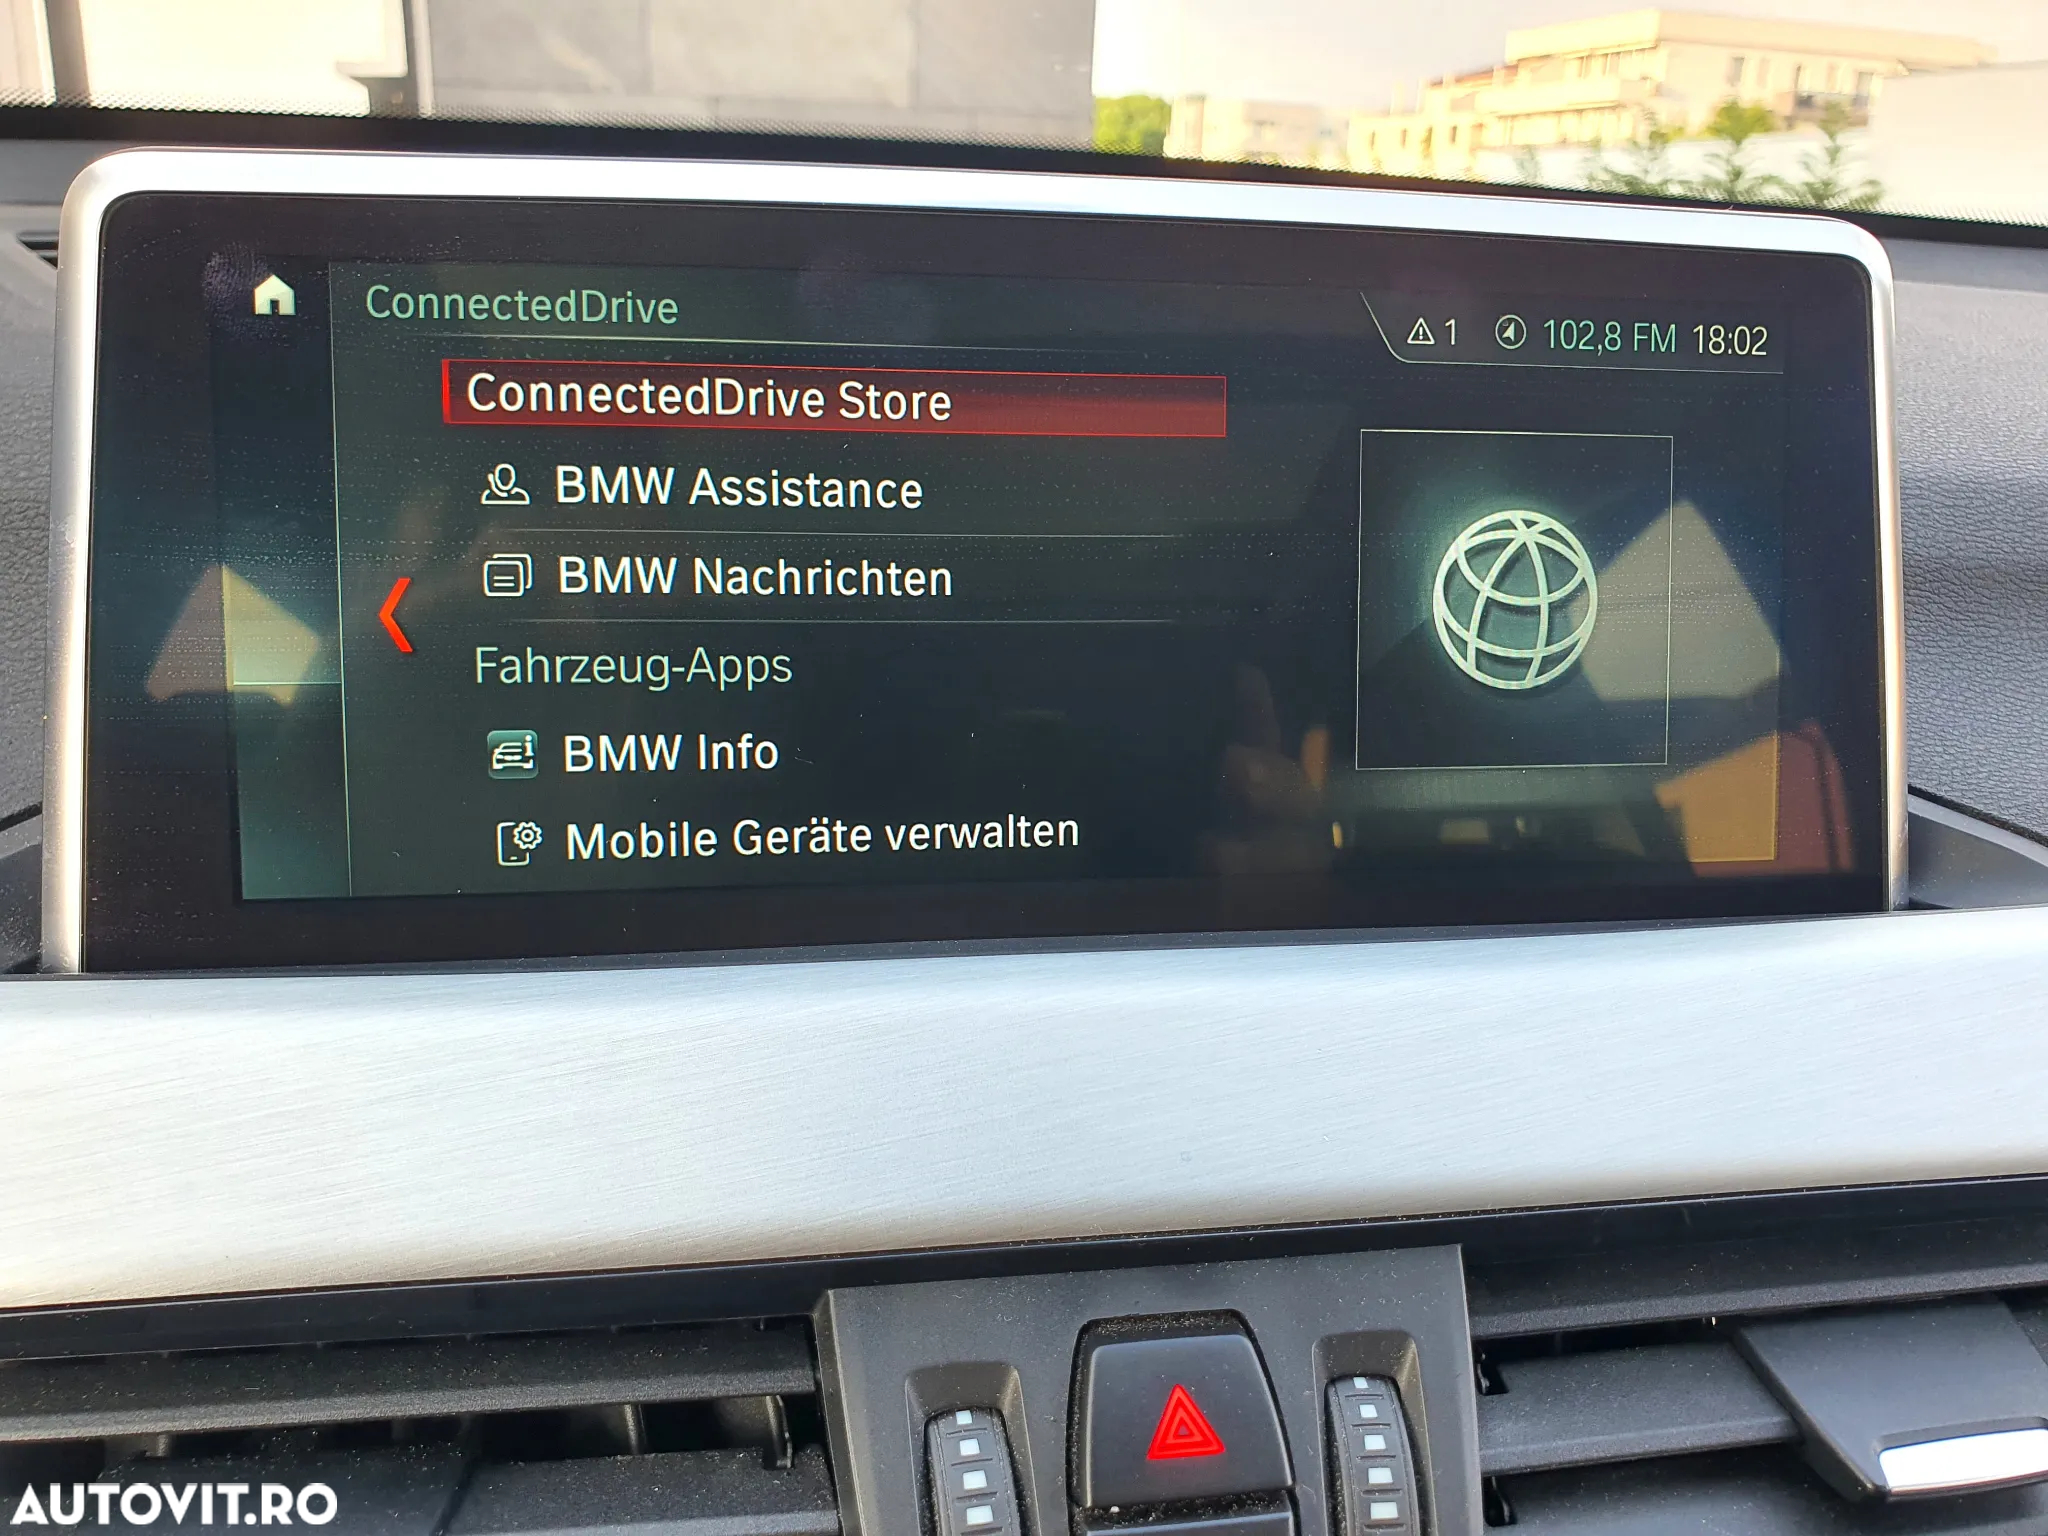 ConnectedDrive
1 102,8 FM 18:02
ConnectedDrive Store
BMW Assistance
BMW Nachrichten
Fahrzeug-Apps
BMW Info
Mobile Geräte verwalten
AUTOVIT.RO